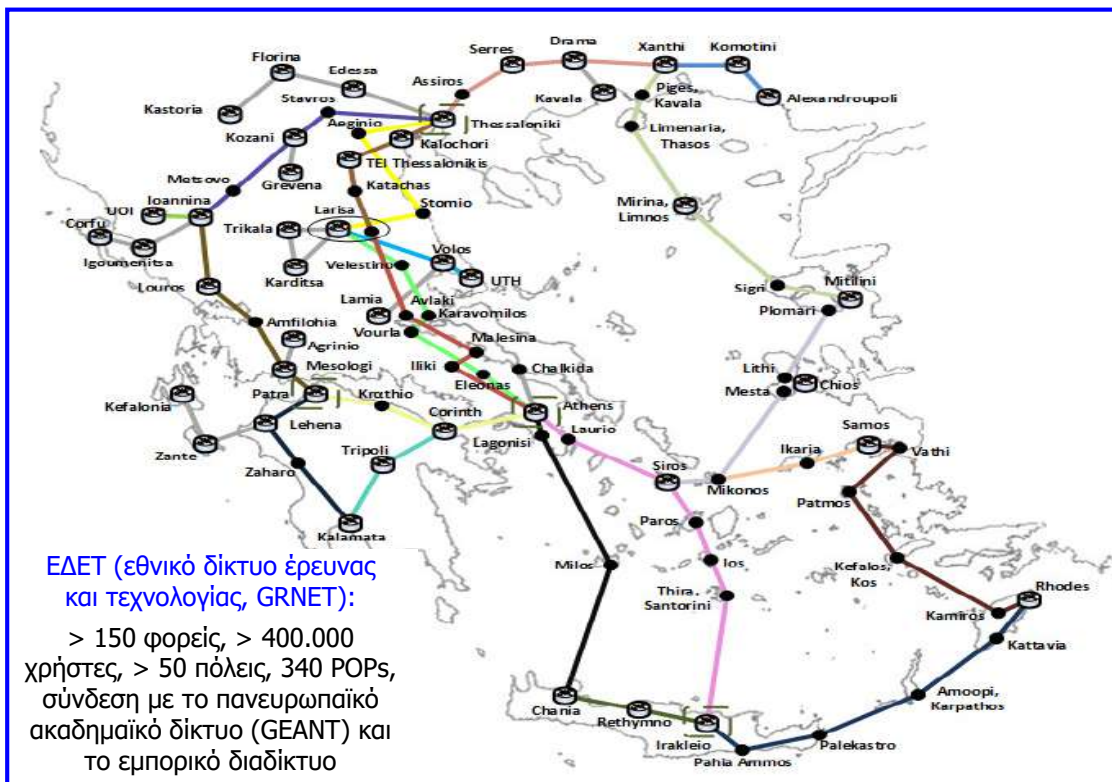 Drama
Xanthi
Komotini
Serres
Florina
Edessa
Assiros
Piges,
Kavala
Kavala
Alexandroupoli
Kastoria
Stavros
Aeginio
Thessaloniki
Limenaria,
Thasos
Kozani
Kalochori
TEI Thessalonikis
Grevena
Metsovo
Katachas
Mirina,
Limnos
UOI
Ioannina
Larisa
Stomio
Corfu
Trikala
Volos
Igoumenitsa
Velestino
Karditsa
UTH
Sigri
Mitilini
Louros
Lamia
Avlaki
Plomari
Karavomilos
Amfilohia
Vourla
Malesina
Agrinio
Iliki
Chalkida
Lithi
Mesologi
Eleonas
Chios
Mesta
Patra
Krathio
Athens
Kefalonia
Corinth
Lehena
Laurio
Samos
Lagonisi
Ikaria
Vathi
Zante
Tripoli
Zaharo
Siros
Mikonos
Patmos
Paros
Kalamata
Milos
Ios
Kefalos,
Kos
Rhodes
Thira,
Santorini
Kamiros
Kattavia
Amoopi,
Karpathos
Chania
Rethymno
Irakleio
Palekastro
Pahia Ammos
ΕΔΕΤ (εθνικό δίκτυο έρευνας
και τεχνολογίας, GRNET):
> 150 φορείς, > 400.000
χρήστες, > 50 πόλεις, 340 POPs,
σύνδεση με το πανευρωπαϊκό
ακαδημαϊκό δίκτυο (GEANT) και
το εμπορικό διαδίκτυο